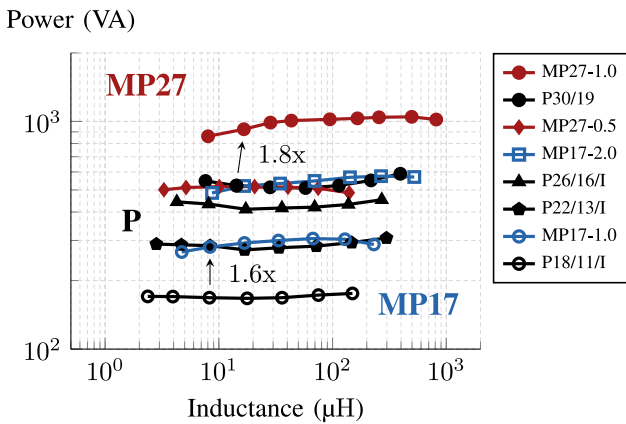 Power (VA)
MP27
10³
1.8x
P
1.6x
MP17
10²
10⁰ 10¹ 10² 10³
Inductance (µH)
MP27-1.0
P30/19
MP27-0.5
MP17-2.0
P26/16/I
P22/13/I
MP17-1.0
P18/11/I